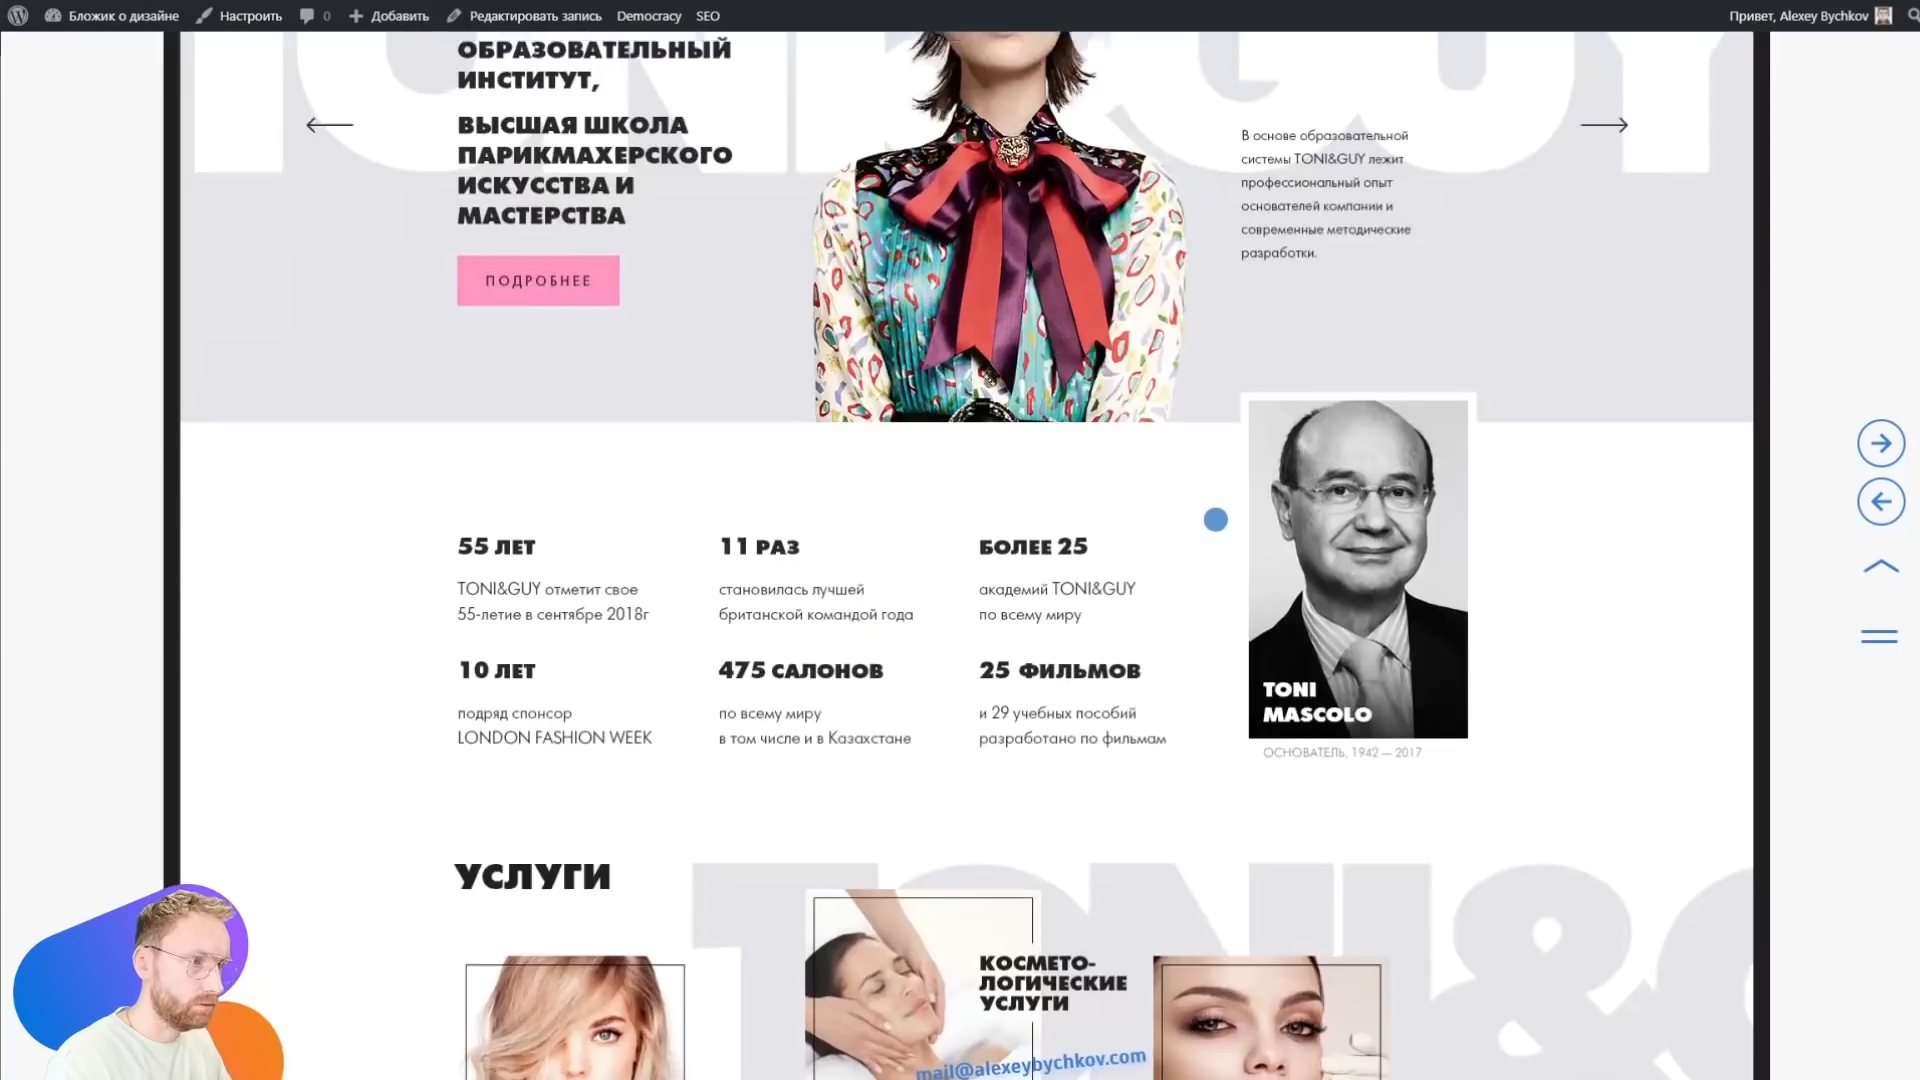 Бложик о дизайне
Настроить
0
Добавить
Редактировать запись
Democracy
SEO
Привет, Alexey Bychkov
ОБРАЗОВАТЕЛЬНЫЙ
ИНСТИТУТ,
ВЫСШАЯ ШКОЛА
ПАРИКМАХЕРСКОГО
ИСКУССТВА И
МАСТЕРСТВА
ПОДРОБНЕЕ
В основе образовательной
системы TONI&GUY лежит
профессиональный опыт
основателей компании и
современные методические
разработки.
55 ЛЕТ
TONI&GUY отметит свое
55-летие в сентябре 2018г
11 РАЗ
становилась лучшей
британской командой года
БОЛЕЕ 25
академий TONI&GUY
по всему миру
10 ЛЕТ
подряд спонсор
LONDON FASHION WEEK
475 САЛОНОВ
по всему миру
в том числе и в Казахстане
25 ФИЛЬМОВ
и 29 учебных пособий
разработано по фильмам
TONI
MASCOLO
ОСНОВАТЕЛЬ, 1942 — 2017
УСЛУГИ
TONI&
КОСМЕТО-
ЛОГИЧЕСКИЕ
УСЛУГИ
mail@alexeybychkov.com